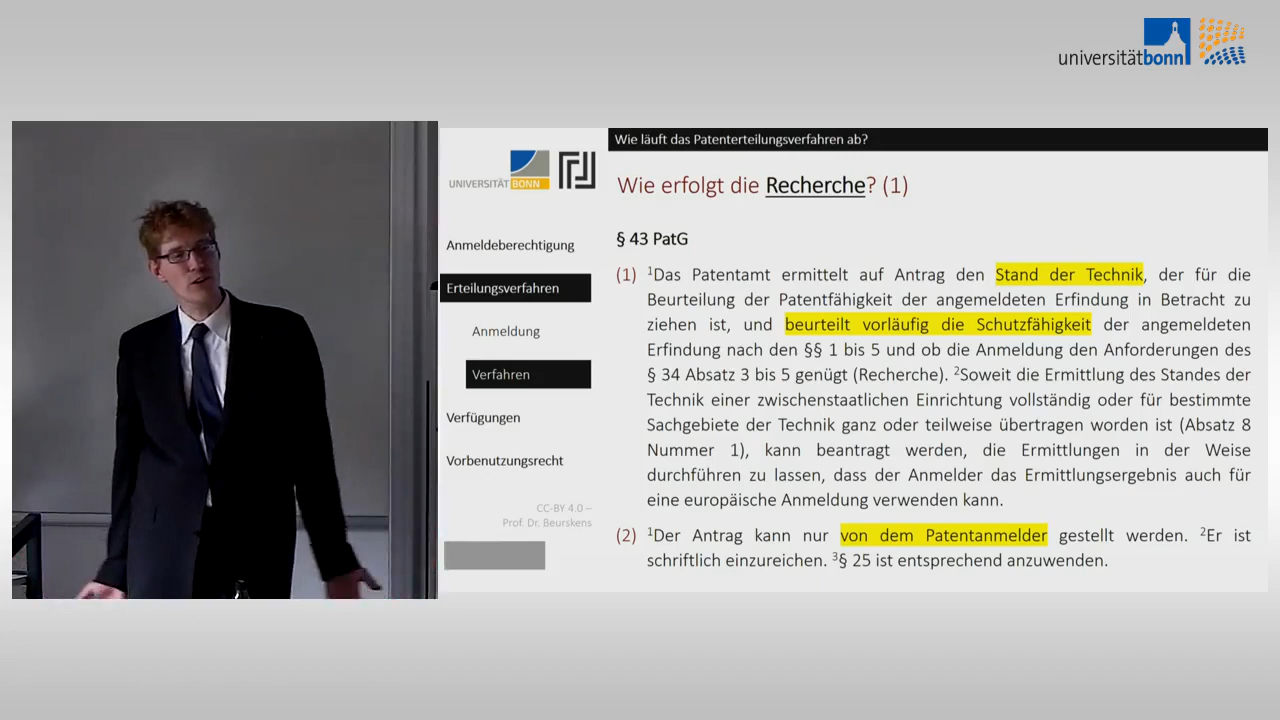 universitätbonn
Wie läuft das Patenterteilungsverfahren ab?
UNIVERSITÄT BONN
Wie erfolgt die Recherche? (1)
Anmeldeberechtigung
Erteilungsverfahren
Anmeldung
Verfahren
Verfügungen
Vorbenutzungsrecht
CC-BY 4.0 –
Prof. Dr. Beurskens
§ 43 PatG
(1) ¹Das Patentamt ermittelt auf Antrag den Stand der Technik, der für die
Beurteilung der Patentfähigkeit der angemeldeten Erfindung in Betracht zu
ziehen ist, und beurteilt vorläufig die Schutzfähigkeit der angemeldeten
Erfindung nach den §§ 1 bis 5 und ob die Anmeldung den Anforderungen des
§ 34 Absatz 3 bis 5 genügt (Recherche). ²Soweit die Ermittlung des Standes der
Technik einer zwischenstaatlichen Einrichtung vollständig oder für bestimmte
Sachgebiete der Technik ganz oder teilweise übertragen worden ist (Absatz 8
Nummer 1), kann beantragt werden, die Ermittlungen in der Weise
durchführen zu lassen, dass der Anmelder das Ermittlungsergebnis auch für
eine europäische Anmeldung verwenden kann.
(2) ¹Der Antrag kann nur von dem Patentanmelder gestellt werden. ²Er ist
schriftlich einzureichen. ³§ 25 ist entsprechend anzuwenden.